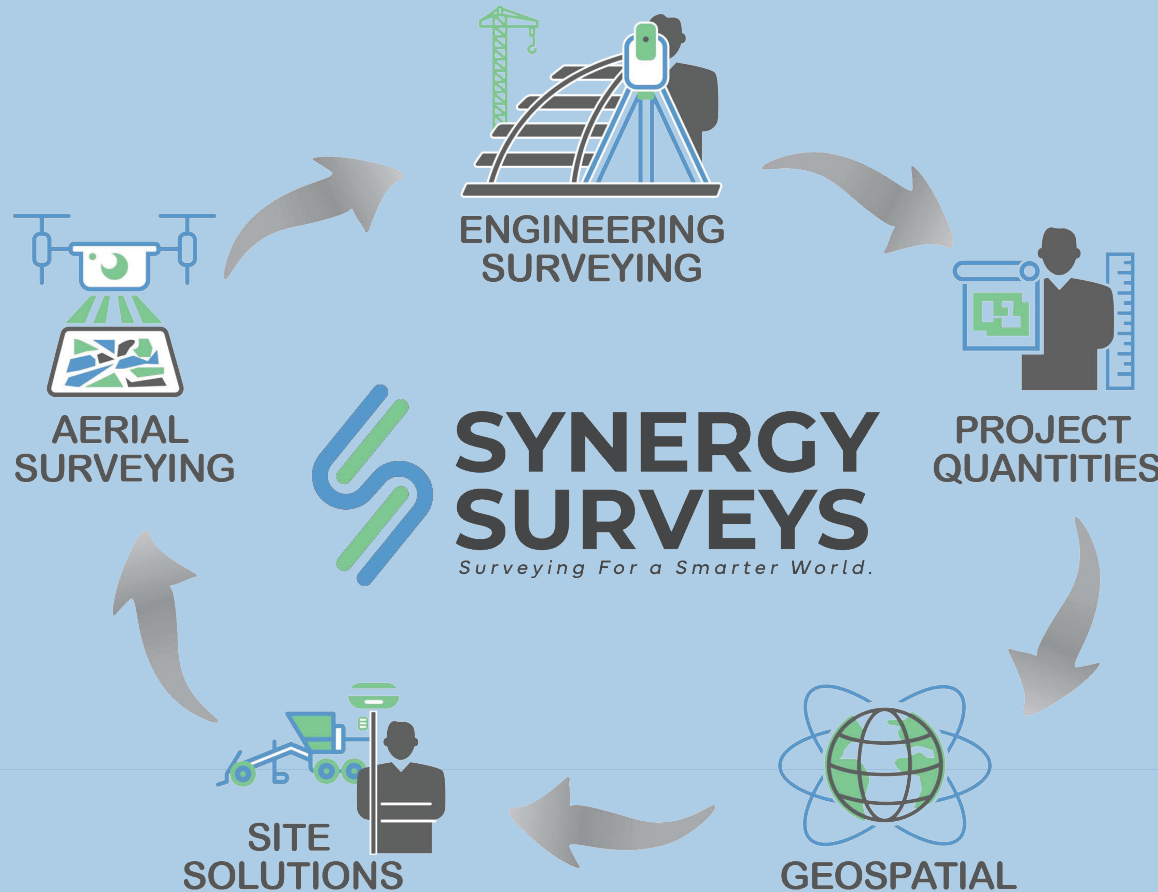 ENGINEERING
SURVEYING
AERIAL
SURVEYING
PROJECT
QUANTITIES
SYNERGY
SURVEYS
Surveying For a Smarter World.
SITE
SOLUTIONS
GEOSPATIAL